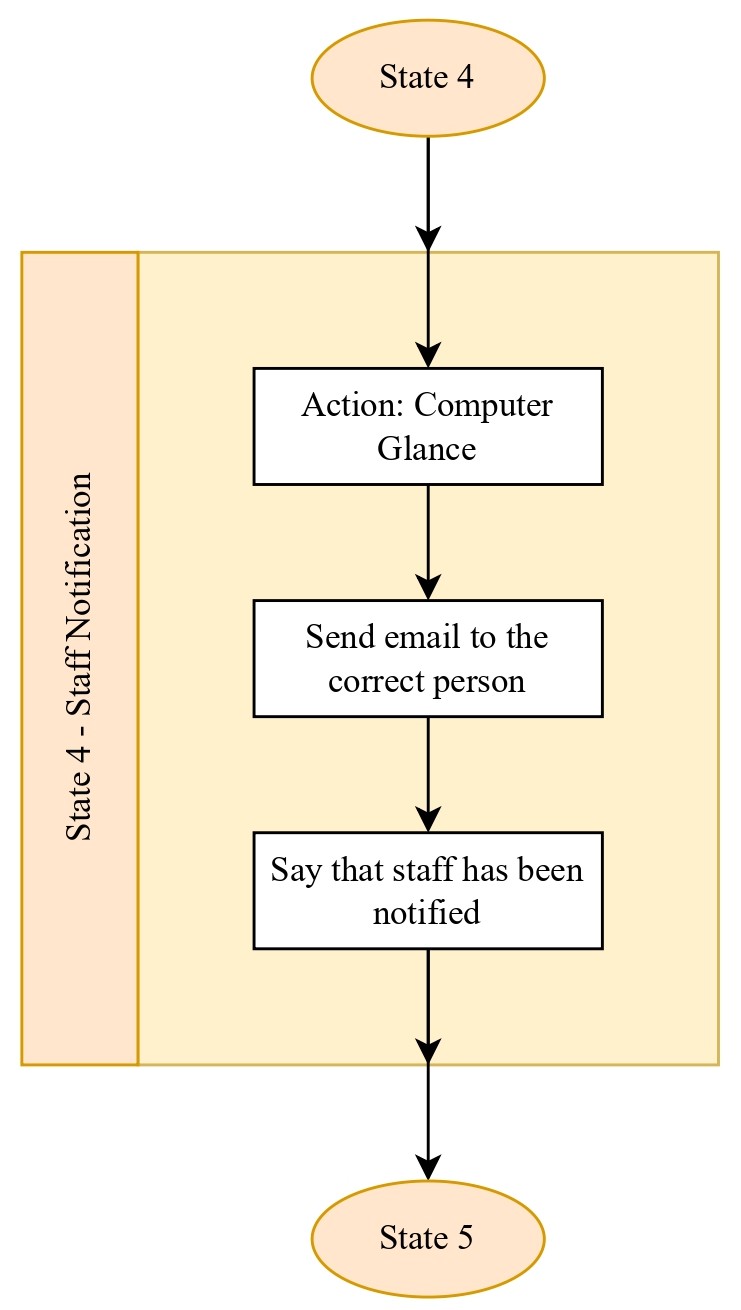 State 4
State 4 - Staff Notification
Action: Computer
Glance
Send email to the
correct person
Say that staff has been
notified
State 5